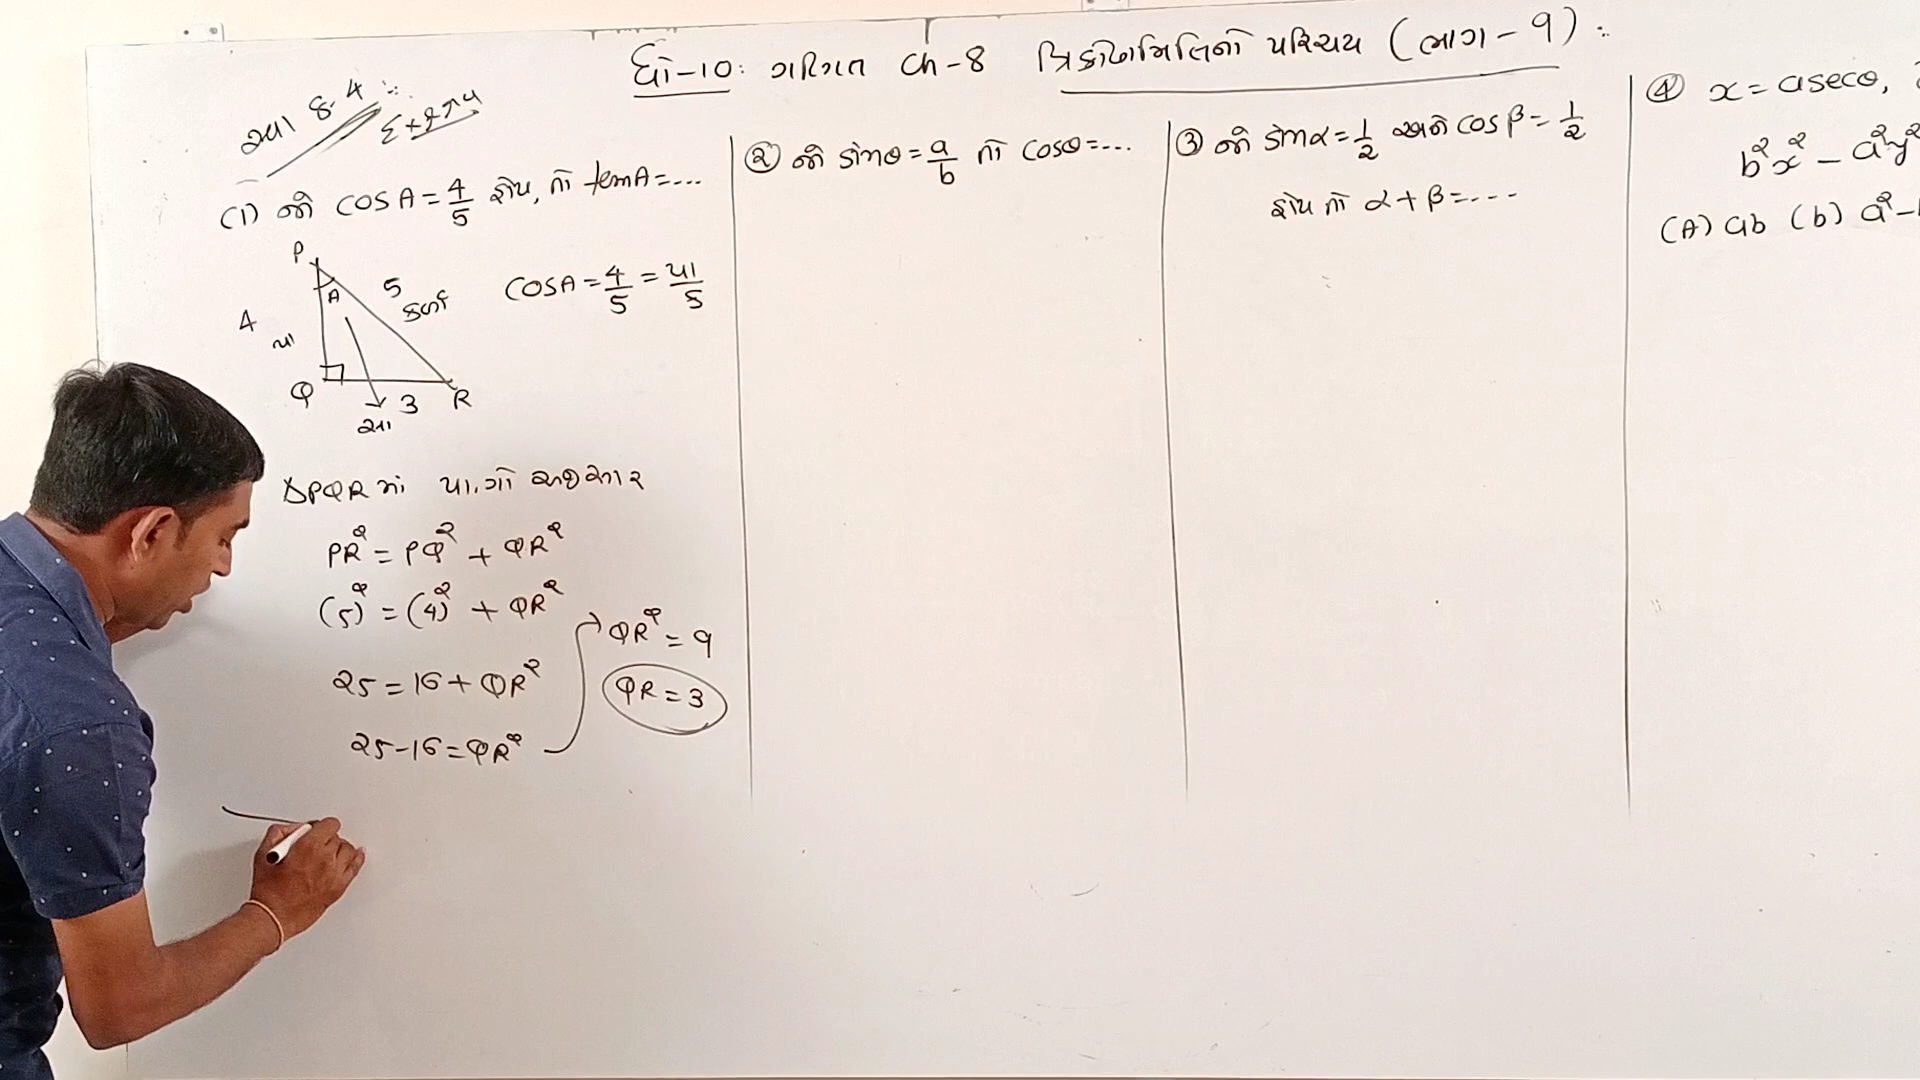 ધો-10: ગણિત Ch-8 ત્રિકોણમિતિનો પરિચય (ભાગ-9):
સ્વા 8.4:
(1) જો COS A = 4/5 હોય, તો tanA=...
P
A
4
પા
5
કર્ણ
Q
3
R
સા
COSA = 4/5 = પા/ક
ΔPQR માં પા.ગો અનુસાર
PR² = PQ² + QR²
(5)² = (4)² + QR²
25 = 16 + QR²
25-16 = QR²
QR² = 9
QR = 3
② જો sinθ = a/b તો cosθ=...
③ જો sinα = 1/2 અને cos β = 1/2
હોય તો α + β = ...
④ x = a secθ,
b²x² - a²y²
(A) ab (b) a² -